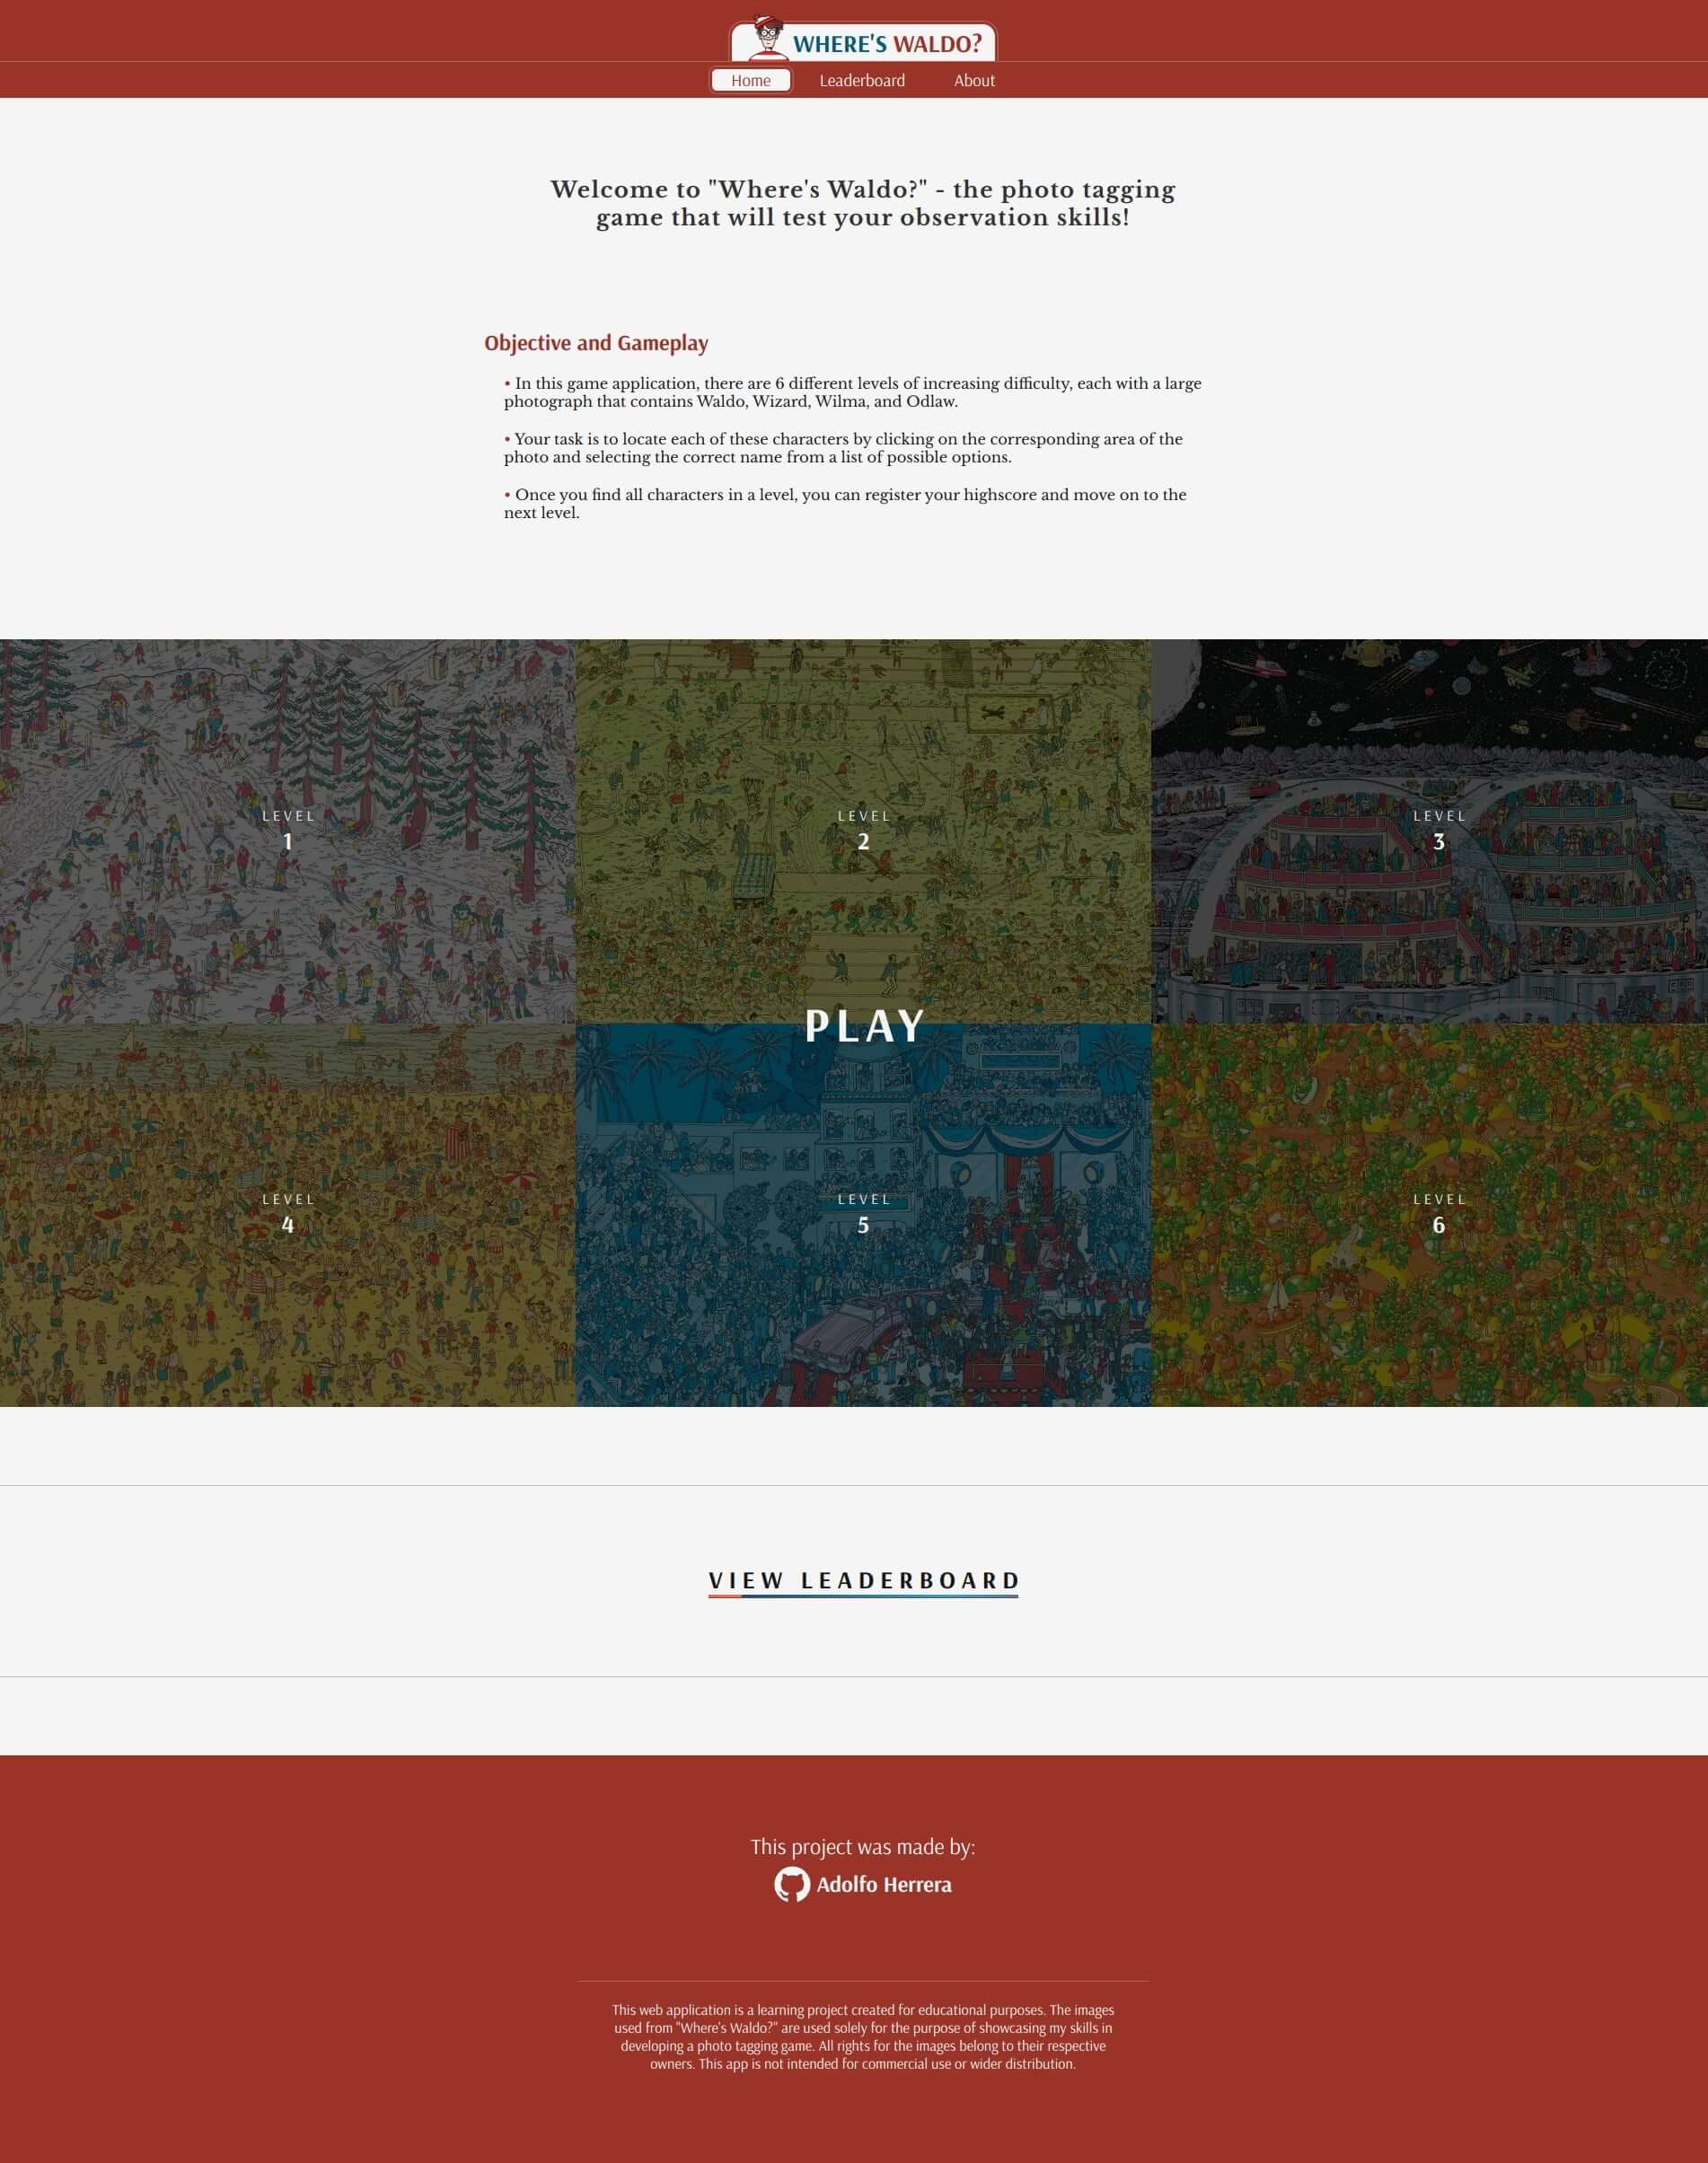 WHERE'S WALDO?
Home
Leaderboard
About
Welcome to "Where's Waldo?" - the photo tagging
game that will test your observation skills!
Objective and Gameplay
• In this game application, there are 6 different levels of increasing difficulty, each with a large
photograph that contains Waldo, Wizard, Wilma, and Odlaw.
• Your task is to locate each of these characters by clicking on the corresponding area of the
photo and selecting the correct name from a list of possible options.
• Once you find all characters in a level, you can register your highscore and move on to the
next level.
LEVEL
1
LEVEL
2
LEVEL
3
PLAY
LEVEL
4
LEVEL
5
LEVEL
6
VIEW LEADERBOARD
This project was made by:
Adolfo Herrera
This web application is a learning project created for educational purposes. The images
used from "Where's Waldo?" are used solely for the purpose of showcasing my skills in
developing a photo tagging game. All rights for the images belong to their respective
owners. This app is not intended for commercial use or wider distribution.